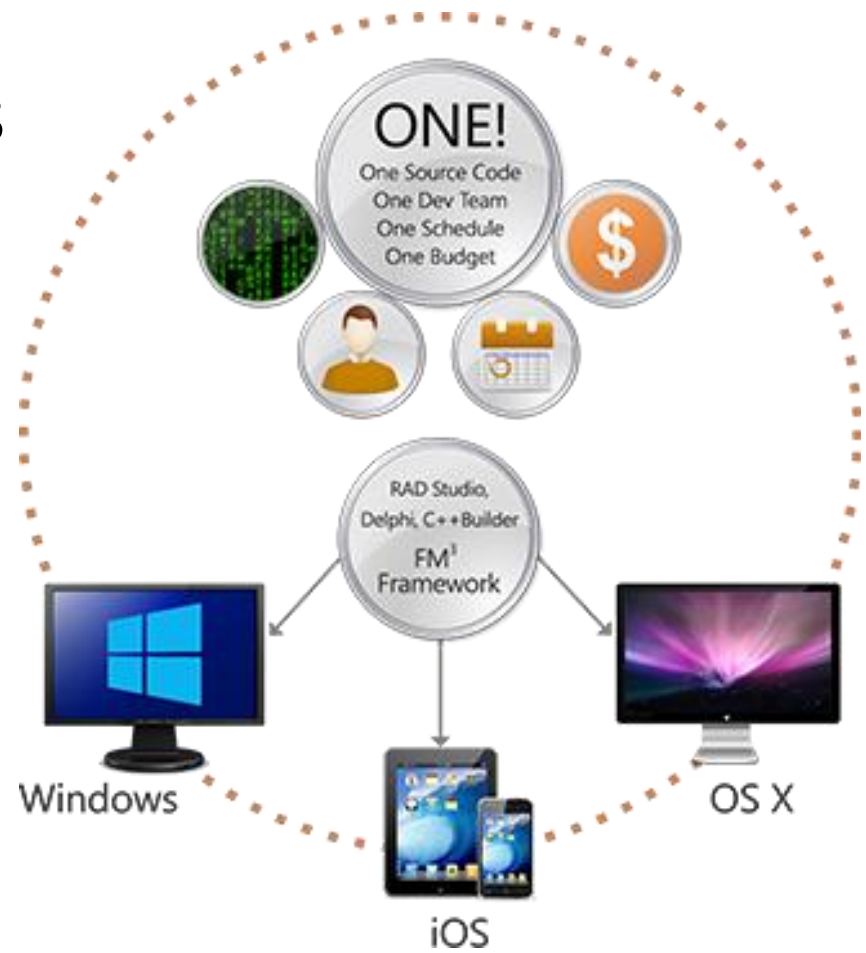 ONE!
One Source Code
One Dev Team
One Schedule
One Budget
$
RAD Studio,
Delphi, C++Builder
FM³
Framework
Windows
OS X
iOS